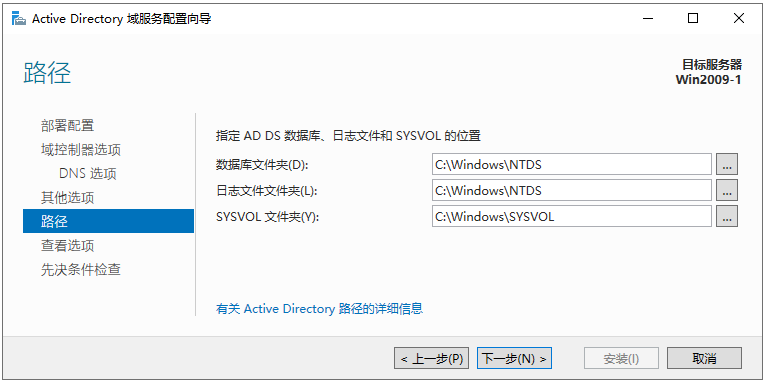 Active Directory 域服务配置向导
路径
目标服务器
Win2009-1
部署配置
域控制器选项
DNS 选项
其他选项
路径
查看选项
先决条件检查
指定 AD DS 数据库、日志文件和 SYSVOL 的位置
数据库文件夹(D): C:\Windows\NTDS ...
日志文件文件夹(L): C:\Windows\NTDS ...
SYSVOL 文件夹(Y): C:\Windows\SYSVOL ...
有关 Active Directory 路径的详细信息
< 上一步(P) 下一步(N) > 安装(I) 取消